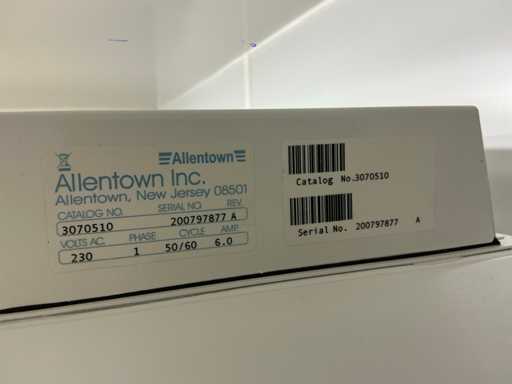 Allentown
Allentown Inc.
Allentown, New Jersey 08501
CATALOG NO. SERIAL NO. REV.
3070510 200797877 A
VOLTS AC. PHASE CYCLE AMP.
230 1 50/60 6.0
Catalog No.3070510
Serial No. 200797877 A